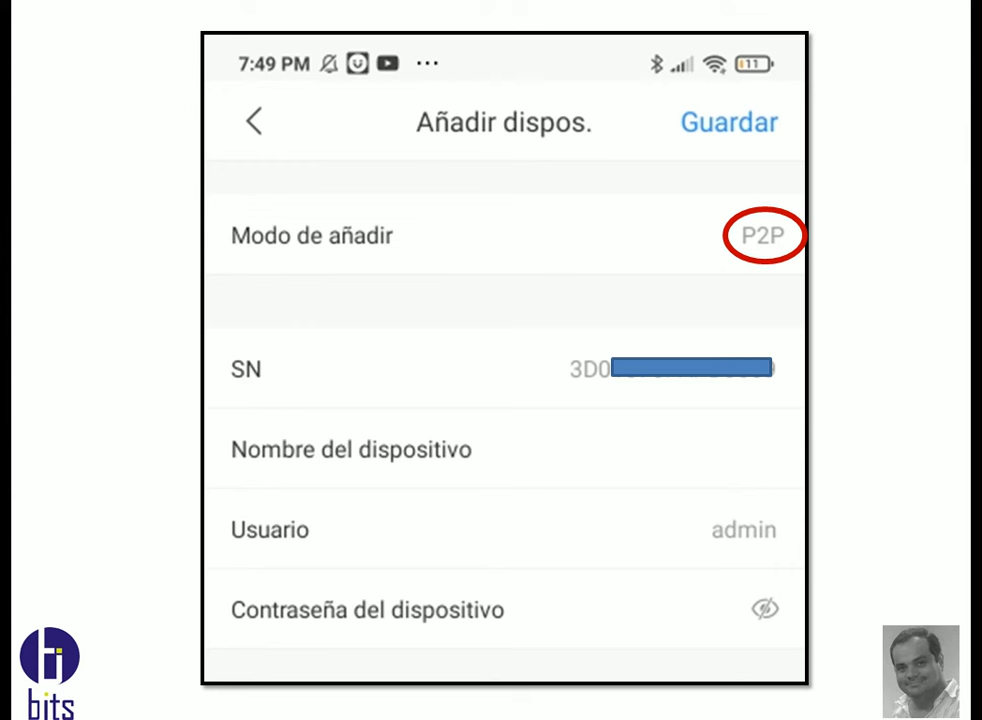 7:49 PM
11
Añadir dispos.
Guardar
Modo de añadir
P2P
SN
3D0
Nombre del dispositivo
Usuario
admin
Contraseña del dispositivo
bits